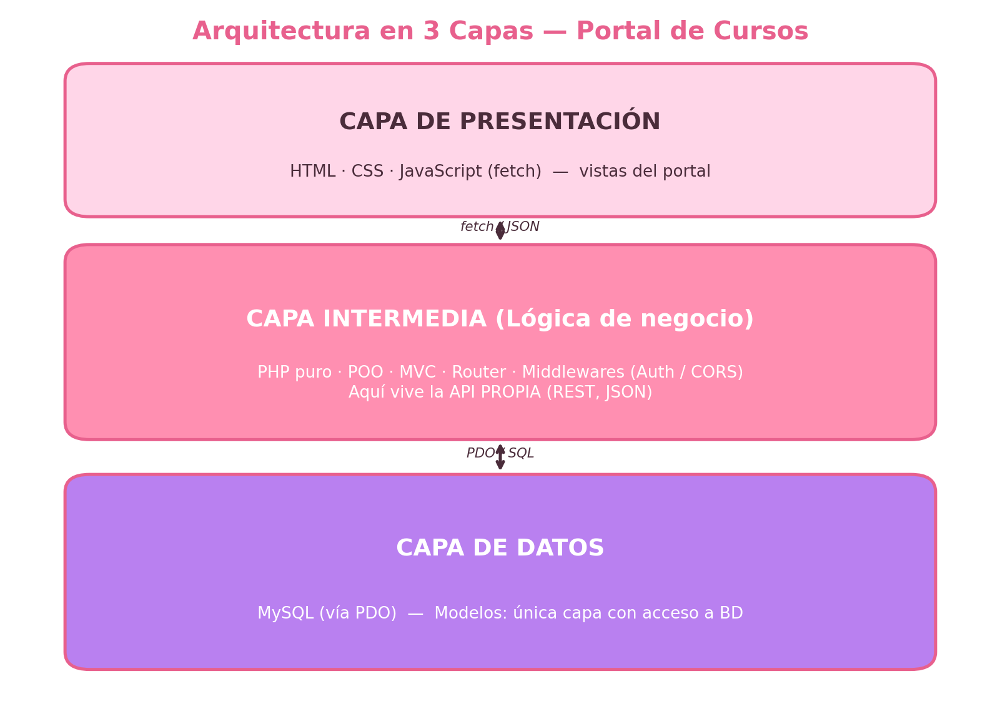 Arquitectura en 3 Capas — Portal de Cursos
CAPA DE PRESENTACIÓN
HTML · CSS · JavaScript (fetch)  —  vistas del portal
fetch / JSON
CAPA INTERMEDIA (Lógica de negocio)
PHP puro · POO · MVC · Router · Middlewares (Auth / CORS)
Aquí vive la API PROPIA (REST, JSON)
PDO / SQL
CAPA DE DATOS
MySQL (vía PDO)  —  Modelos: única capa con acceso a BD